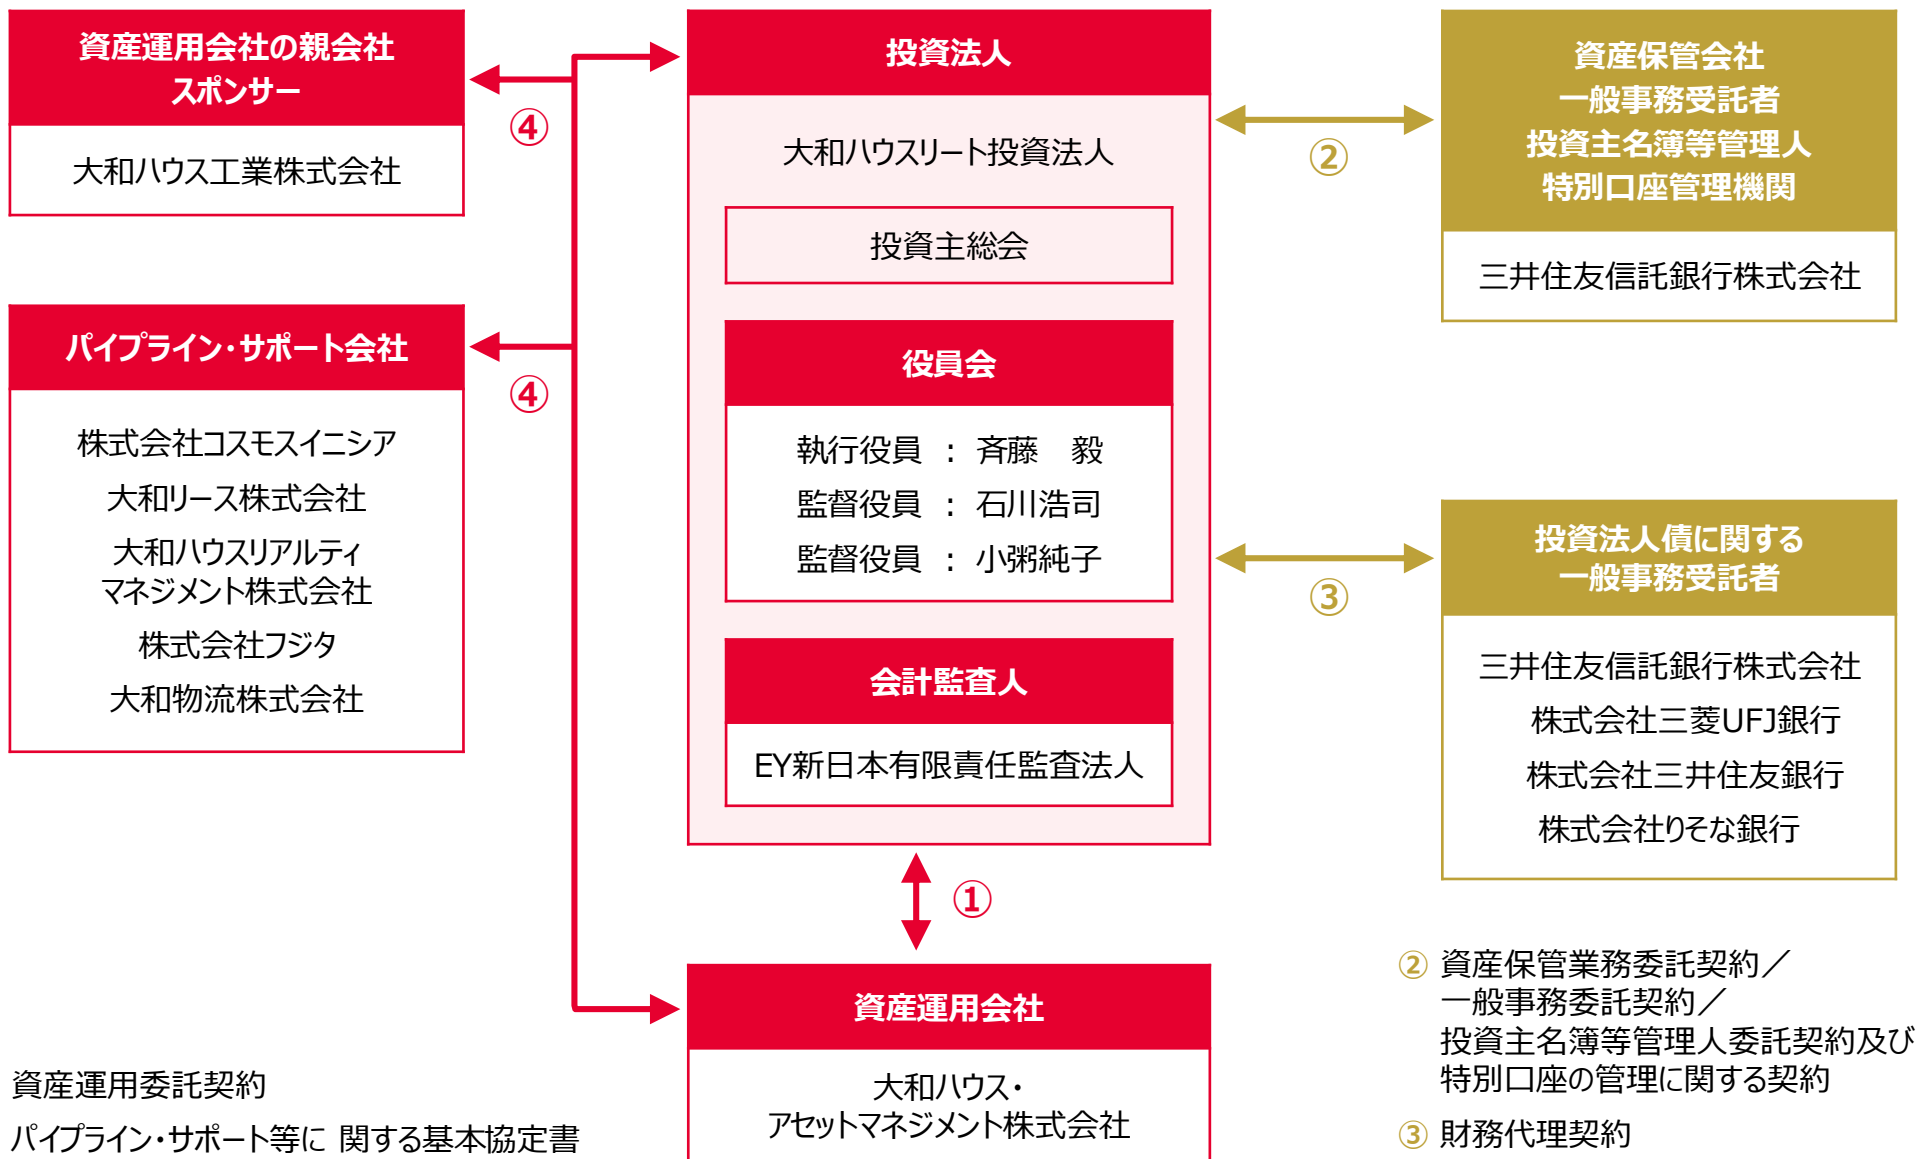 資産運用会社の親会社
スポンサー
大和ハウス工業株式会社
④
パイプライン・サポート会社
株式会社コスモスイニシア
大和リース株式会社
大和ハウスリアルティ
マネジメント株式会社
株式会社フジタ
大和物流株式会社
④
投資法人
大和ハウスリート投資法人
投資主総会
役員会
執行役員 : 斉藤　毅
監督役員 : 石川浩司
監督役員 : 小粥純子
会計監査人
EY新日本有限責任監査法人
①
資産運用会社
大和ハウス・
アセットマネジメント株式会社
②
資産保管会社
一般事務受託者
投資主名簿等管理人
特別口座管理機関
三井住友信託銀行株式会社
③
投資法人債に関する
一般事務受託者
三井住友信託銀行株式会社
株式会社三菱UFJ銀行
株式会社三井住友銀行
株式会社りそな銀行
資産運用委託契約
パイプライン・サポート等に 関する基本協定書
② 資産保管業務委託契約／
一般事務委託契約／
投資主名簿等管理人委託契約及び
特別口座の管理に関する契約
③ 財務代理契約